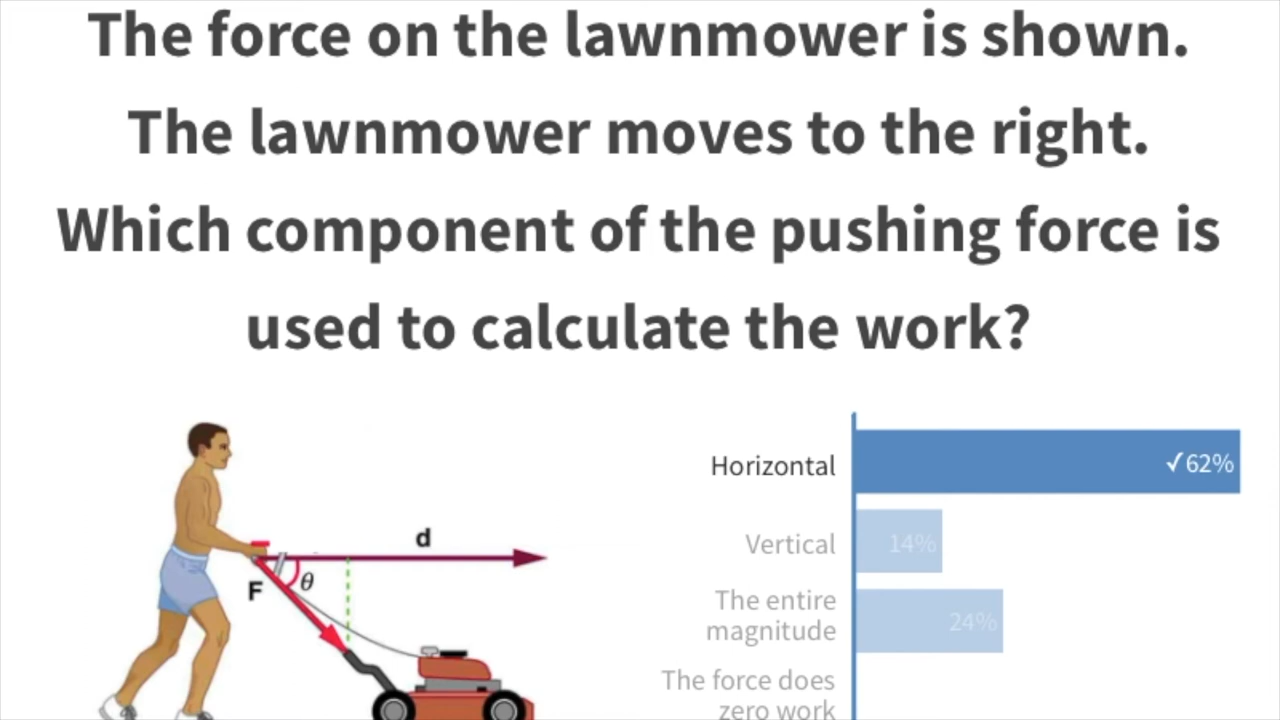 The force on the lawnmower is shown.
The lawnmower moves to the right.
Which component of the pushing force is
used to calculate the work?
Horizontal
✓62%
Vertical
14%
The entire
magnitude
24%
The force does
zero work
d
F
θ